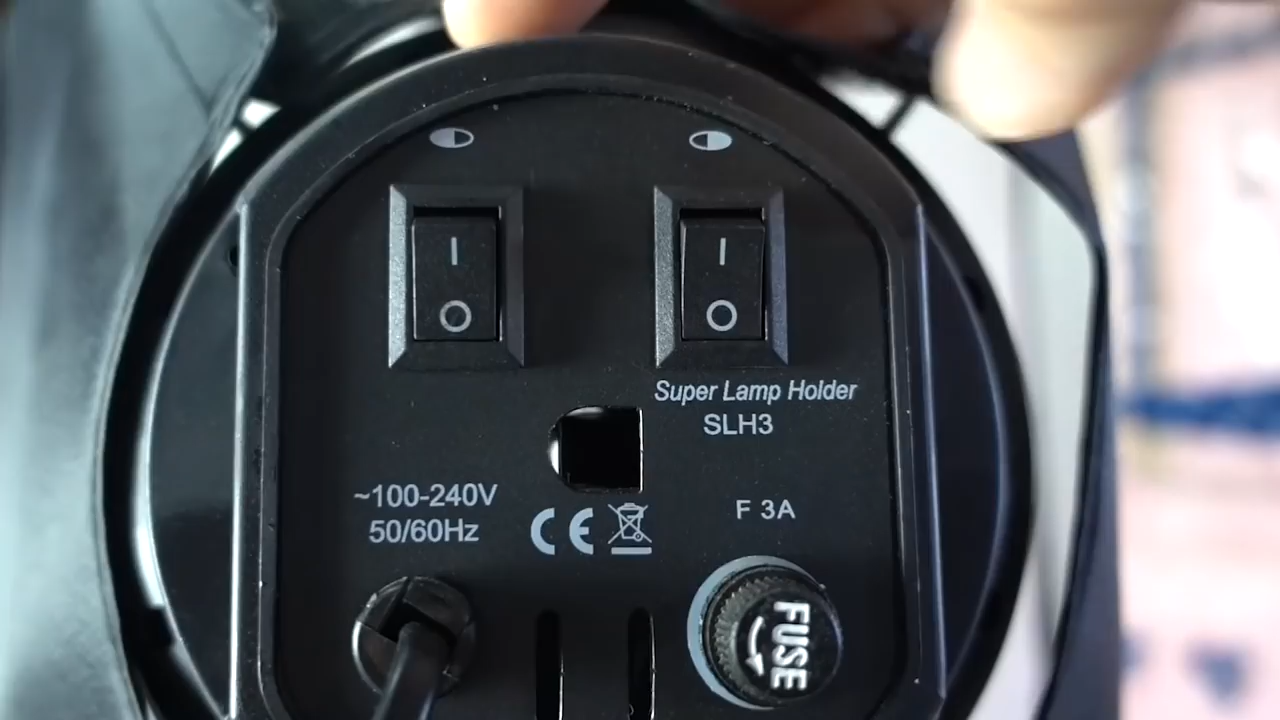 I
O
I
O
Super Lamp Holder
SLH3
~100-240V
50/60Hz
CE
F 3A
FUSE